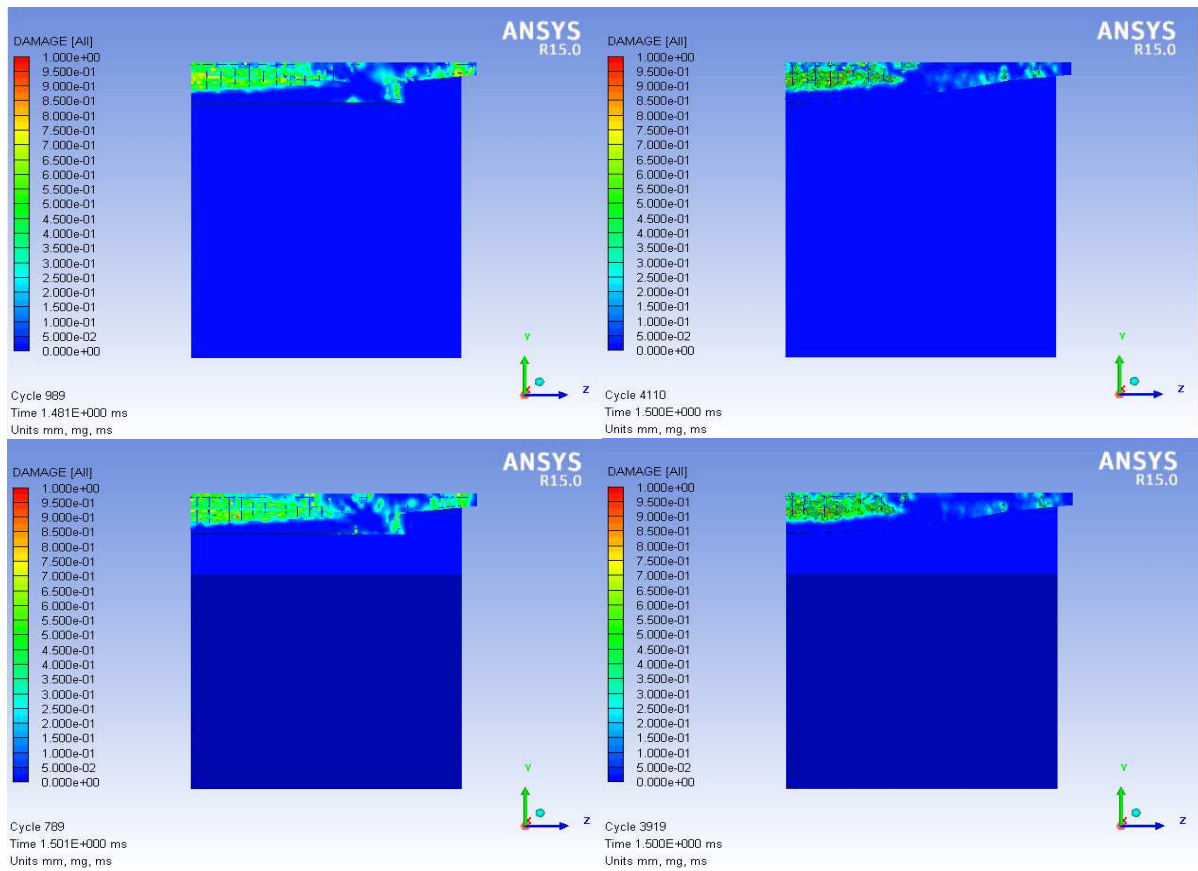 ANSYS
R15.0
DAMAGE [All]
1.000e+00
9.500e-01
9.000e-01
8.500e-01
8.000e-01
7.500e-01
7.000e-01
6.500e-01
6.000e-01
5.500e-01
5.000e-01
4.500e-01
4.000e-01
3.500e-01
3.000e-01
2.500e-01
2.000e-01
1.500e-01
1.000e-01
5.000e-02
0.000e+00
Y
X
Z
Cycle 989
Time 1.481E+000 ms
Units mm, mg, ms
ANSYS
R15.0
DAMAGE [All]
1.000e+00
9.500e-01
9.000e-01
8.500e-01
8.000e-01
7.500e-01
7.000e-01
6.500e-01
6.000e-01
5.500e-01
5.000e-01
4.500e-01
4.000e-01
3.500e-01
3.000e-01
2.500e-01
2.000e-01
1.500e-01
1.000e-01
5.000e-02
0.000e+00
Y
X
Z
Cycle 4110
Time 1.500E+000 ms
Units mm, mg, ms
ANSYS
R15.0
DAMAGE [All]
1.000e+00
9.500e-01
9.000e-01
8.500e-01
8.000e-01
7.500e-01
7.000e-01
6.500e-01
6.000e-01
5.500e-01
5.000e-01
4.500e-01
4.000e-01
3.500e-01
3.000e-01
2.500e-01
2.000e-01
1.500e-01
1.000e-01
5.000e-02
0.000e+00
Y
X
Z
Cycle 789
Time 1.501E+000 ms
Units mm, mg, ms
ANSYS
R15.0
DAMAGE [All]
1.000e+00
9.500e-01
9.000e-01
8.500e-01
8.000e-01
7.500e-01
7.000e-01
6.500e-01
6.000e-01
5.500e-01
5.000e-01
4.500e-01
4.000e-01
3.500e-01
3.000e-01
2.500e-01
2.000e-01
1.500e-01
1.000e-01
5.000e-02
0.000e+00
Y
X
Z
Cycle 3919
Time 1.500E+000 ms
Units mm, mg, ms